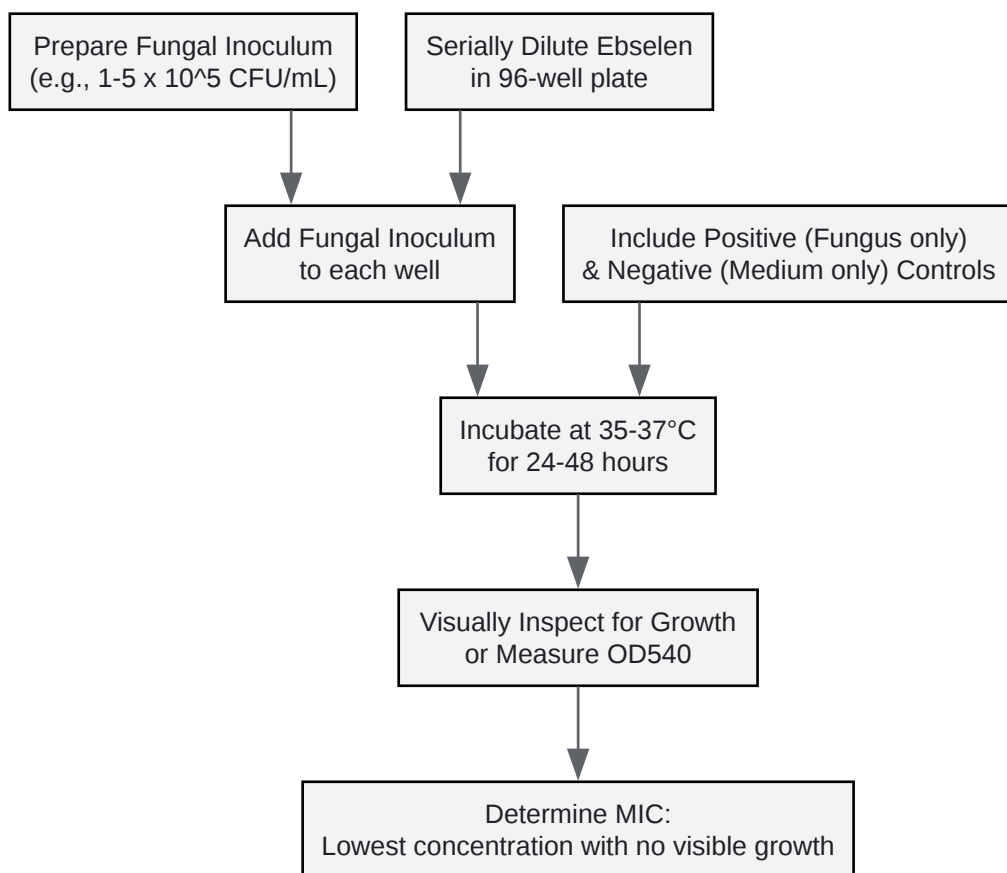 Prepare Fungal Inoculum
(e.g., 1-5 x 10^5 CFU/mL)
Serially Dilute Ebselen
in 96-well plate
Add Fungal Inoculum
to each well
Include Positive (Fungus only)
& Negative (Medium only) Controls
Incubate at 35-37°C
for 24-48 hours
Visually Inspect for Growth
or Measure OD540
Determine MIC:
Lowest concentration with no visible growth